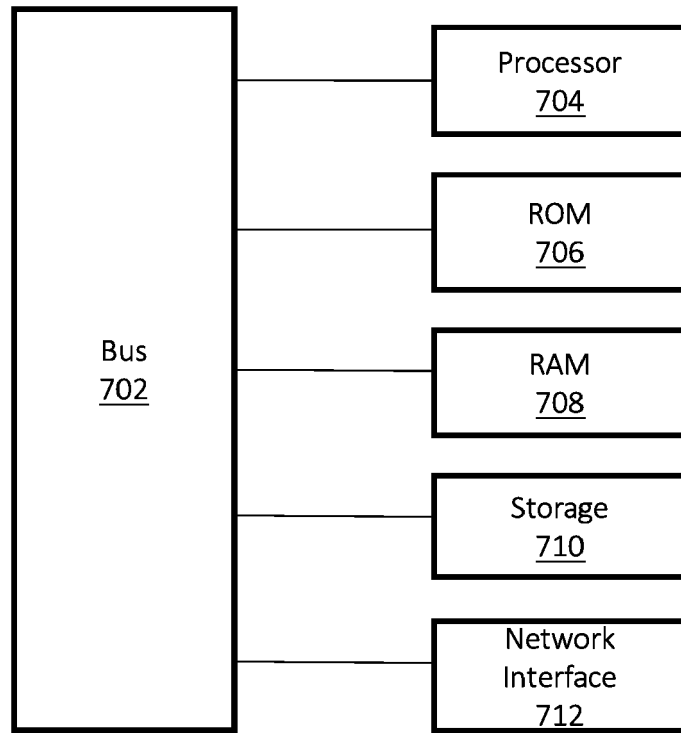 Bus
702
Processor
704
ROM
706
RAM
708
Storage
710
Network
Interface
712